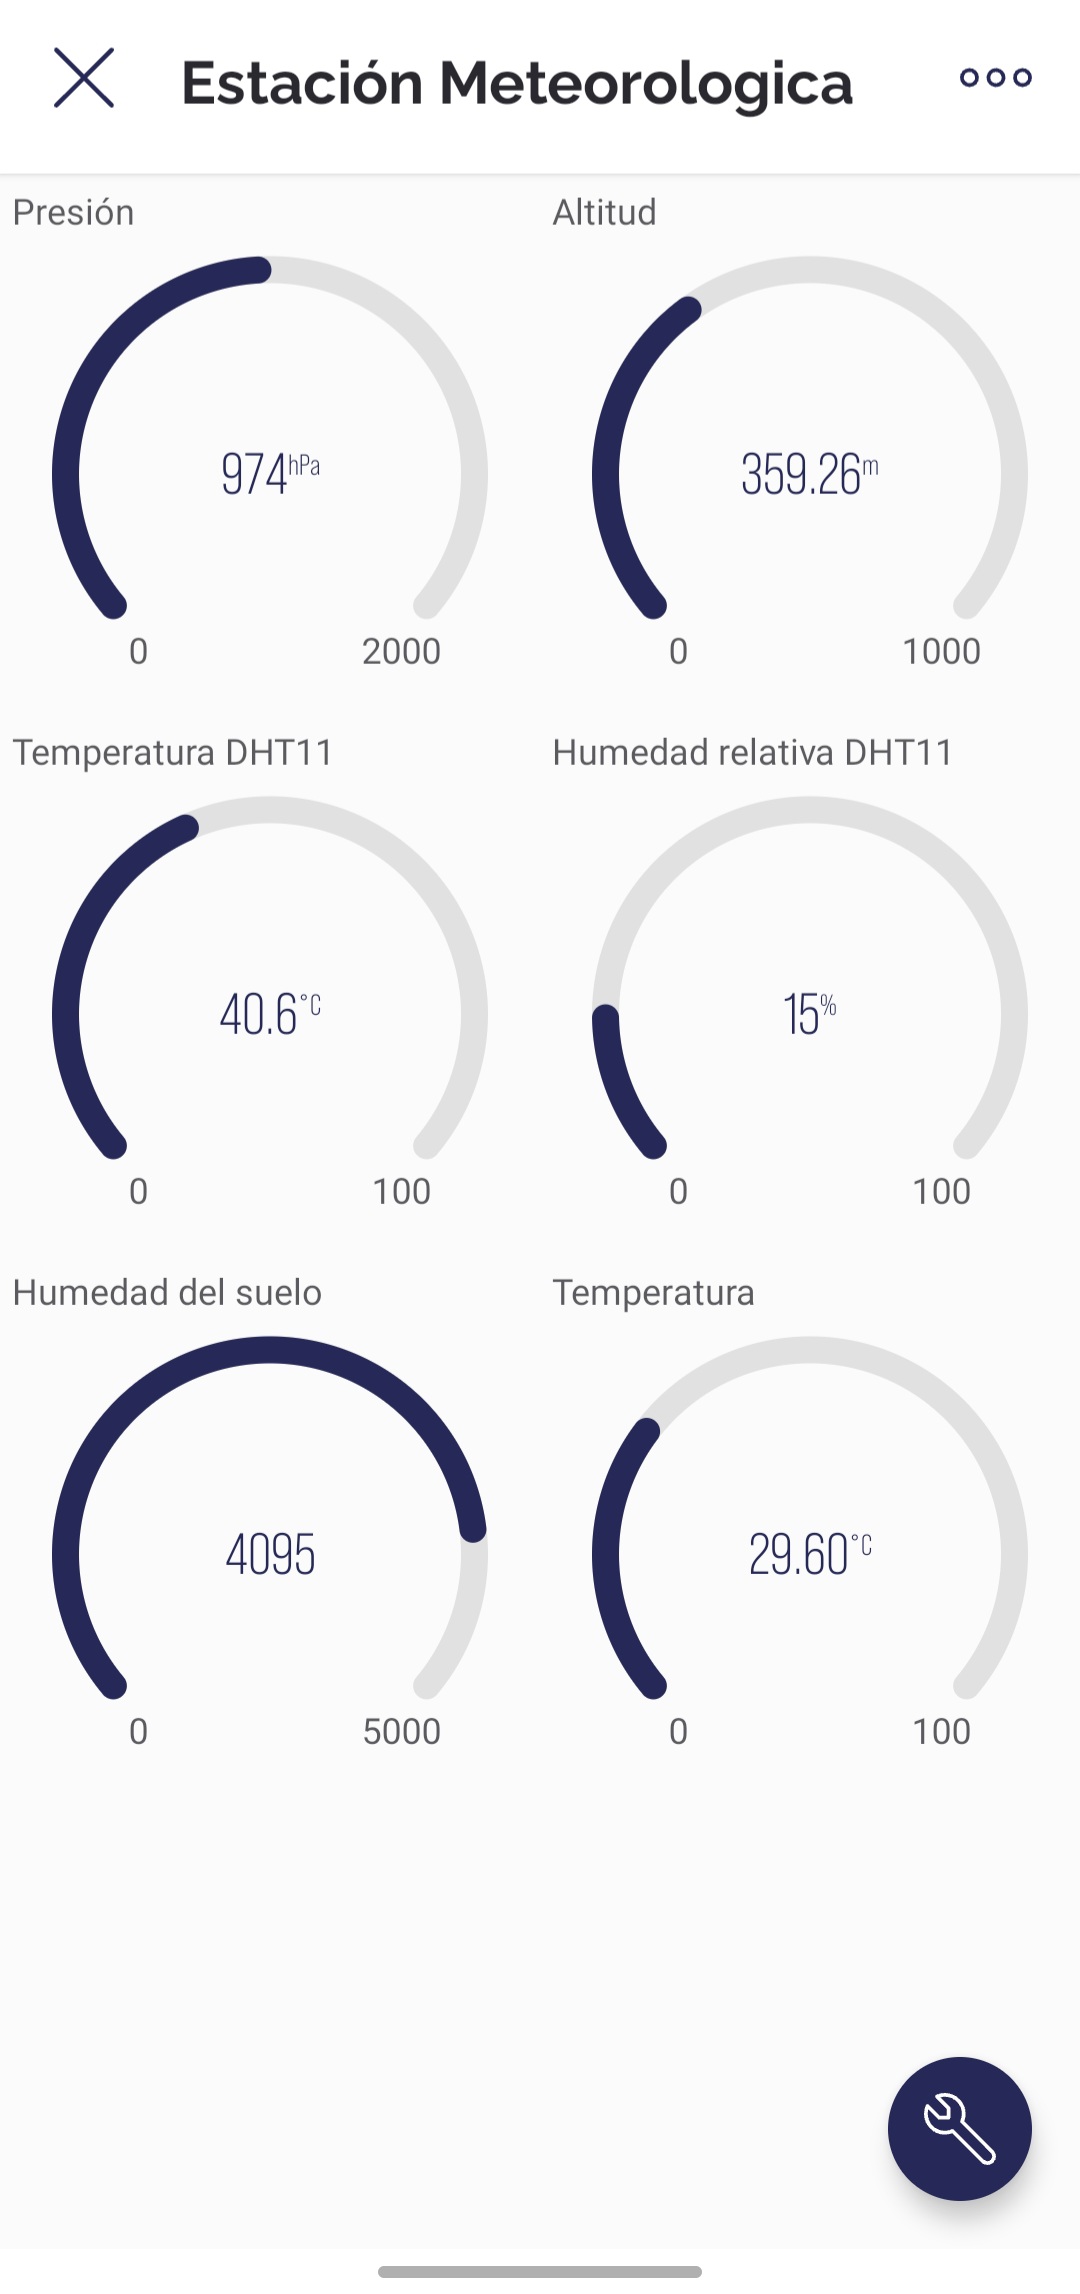 Estación Meteorologica
Presión
974hPa
0 2000
Altitud
359.26m
0 1000
Temperatura DHT11
40.6°C
0 100
Humedad relativa DHT11
15%
0 100
Humedad del suelo
4095
0 5000
Temperatura
29.60°C
0 100